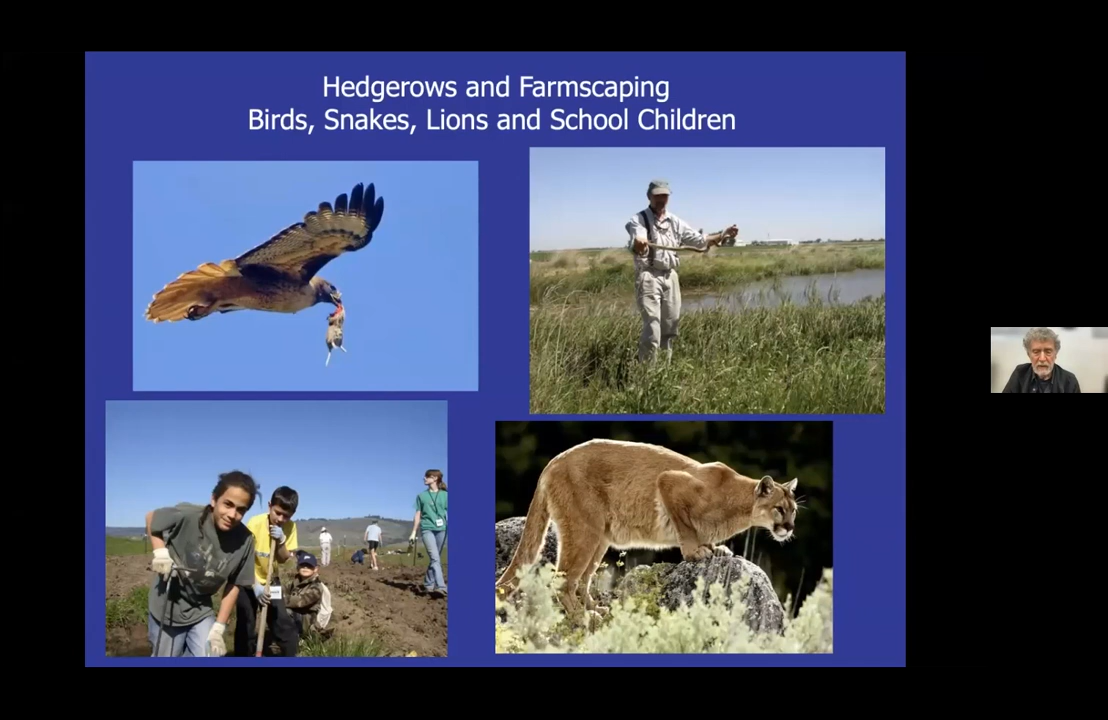 Hedgerows and Farmscaping
Birds, Snakes, Lions and School Children